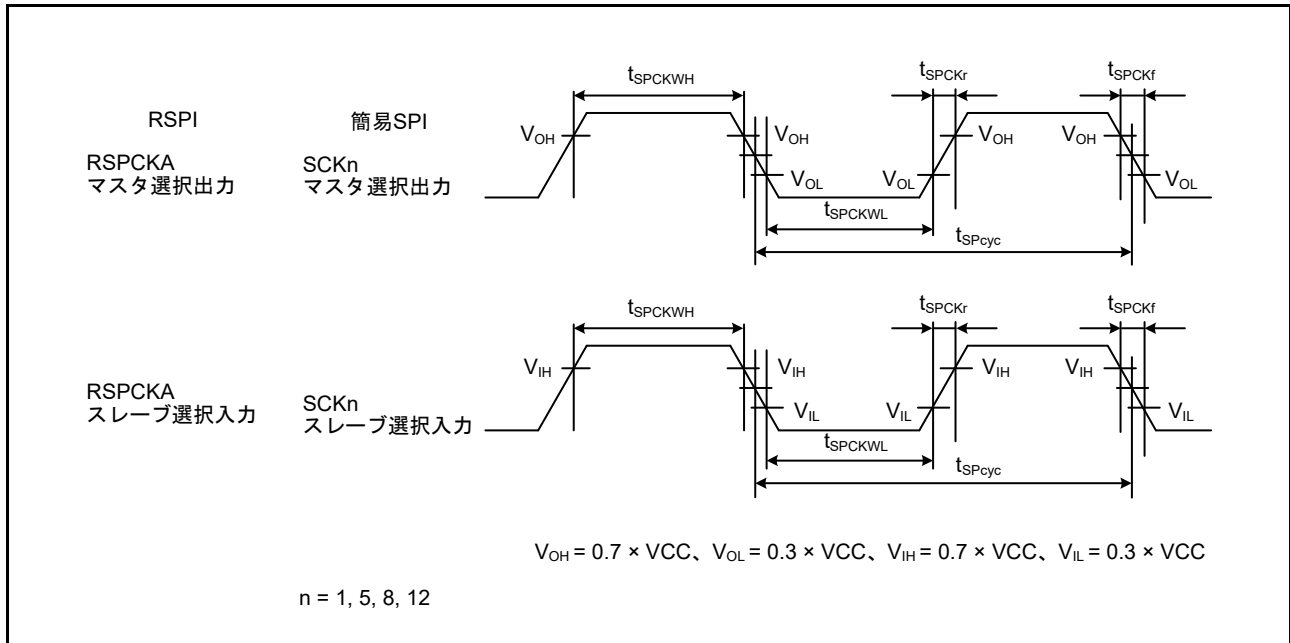 RSPI
簡易SPI
RSPCKA
マスタ選択出力
SCKn
マスタ選択出力
tSPCKWH
tSPCKr
tSPCKf
VOH
VOH
VOH
VOH
VOL
VOL
VOL
tSPCKWL
tSPcyc
RSPCKA
スレーブ選択入力
SCKn
スレーブ選択入力
tSPCKWH
tSPCKr
tSPCKf
VIH
VIH
VIH
VIH
VIL
VIL
VIL
tSPCKWL
tSPcyc
VOH = 0.7 × VCC、VOL = 0.3 × VCC、VIH = 0.7 × VCC、VIL = 0.3 × VCC
n = 1, 5, 8, 12